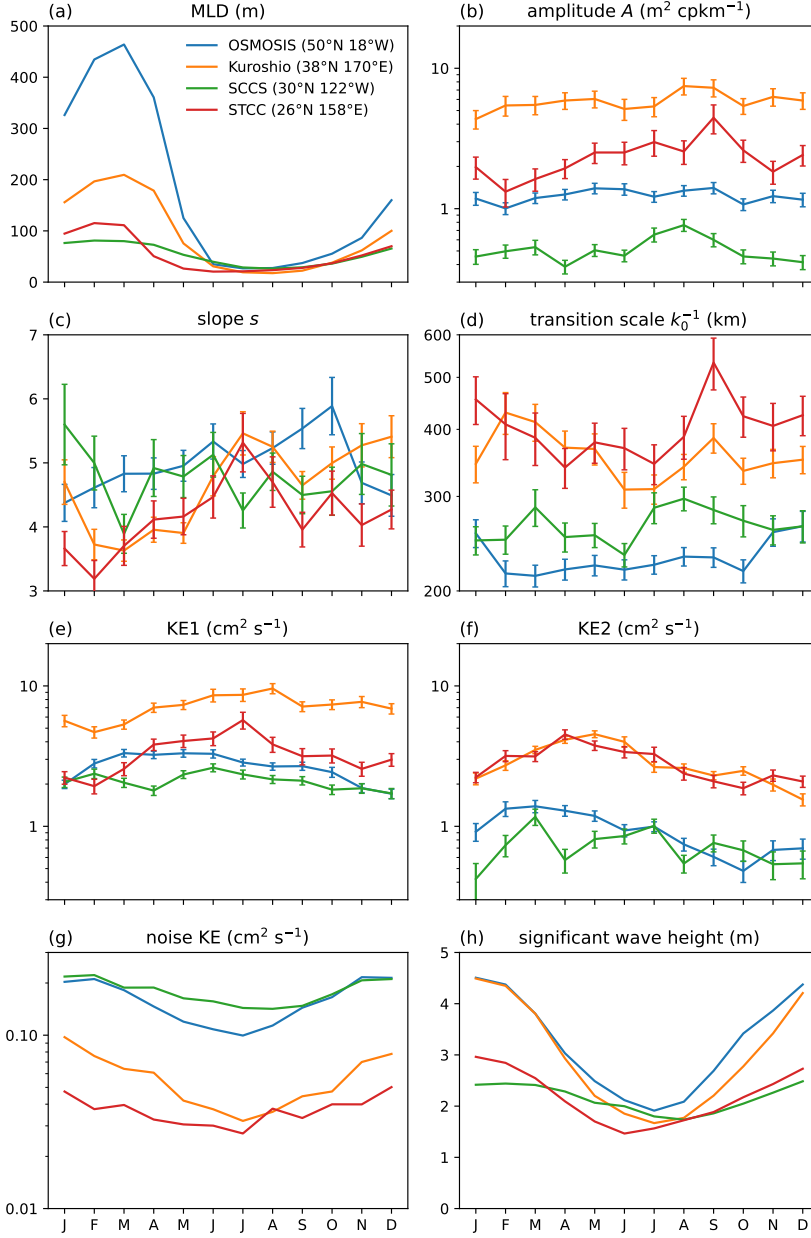 (a) MLD (m)
500
400
300
200
100
0
OSMOSIS (50°N 18°W)
Kuroshio (38°N 170°E)
SCCS (30°N 122°W)
STCC (26°N 158°E)
(b) amplitude A (m² cpkm⁻¹)
10
1
(c) slope s
7
6
5
4
3
(d) transition scale k₀⁻¹ (km)
600
500
400
300
200
(e) KE1 (cm² s⁻¹)
10
1
(f) KE2 (cm² s⁻¹)
10
1
(g) noise KE (cm² s⁻¹)
0.10
0.01
J F M A M J J A S O N D
(h) significant wave height (m)
5
4
3
2
1
0
J F M A M J J A S O N D